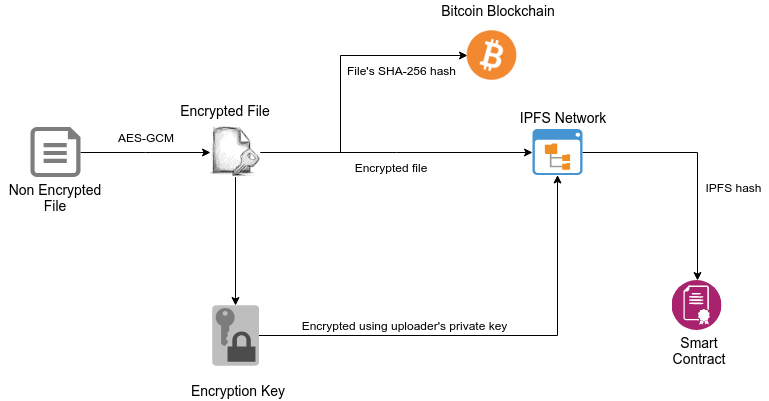 Bitcoin Blockchain
File's SHA-256 hash
Encrypted File
IPFS Network
AES-GCM
Encrypted file
Non Encrypted
File
IPFS hash
Encrypted using uploader's private key
Smart
Contract
Encryption Key